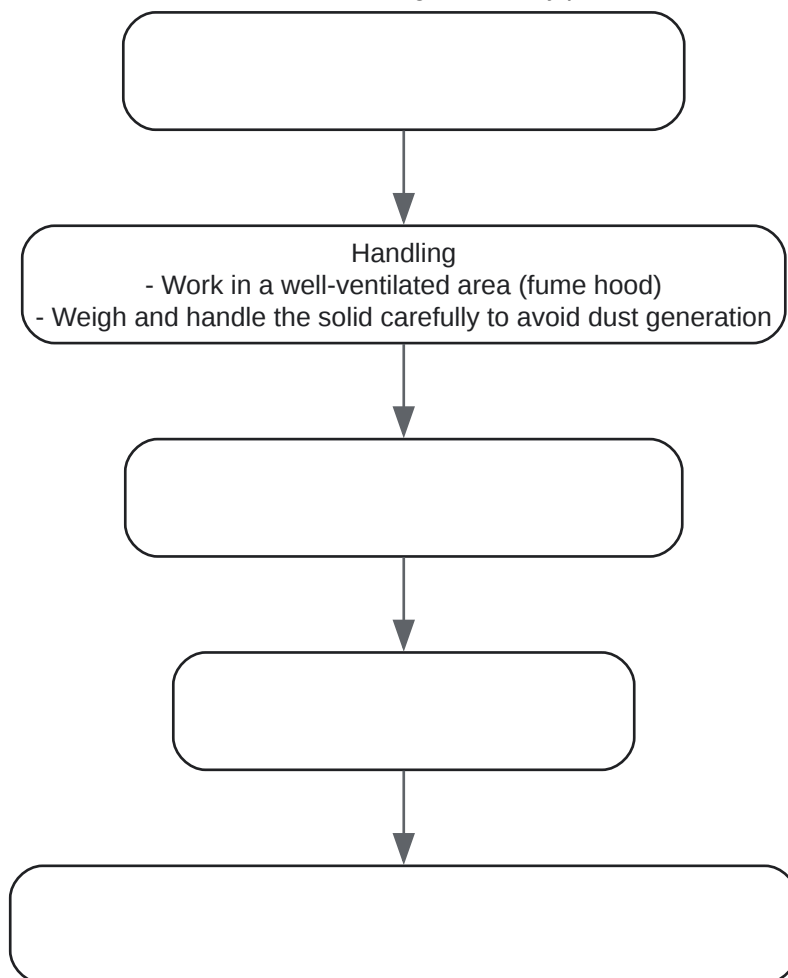 Handling
- Work in a well-ventilated area (fume hood)
- Weigh and handle the solid carefully to avoid dust generation